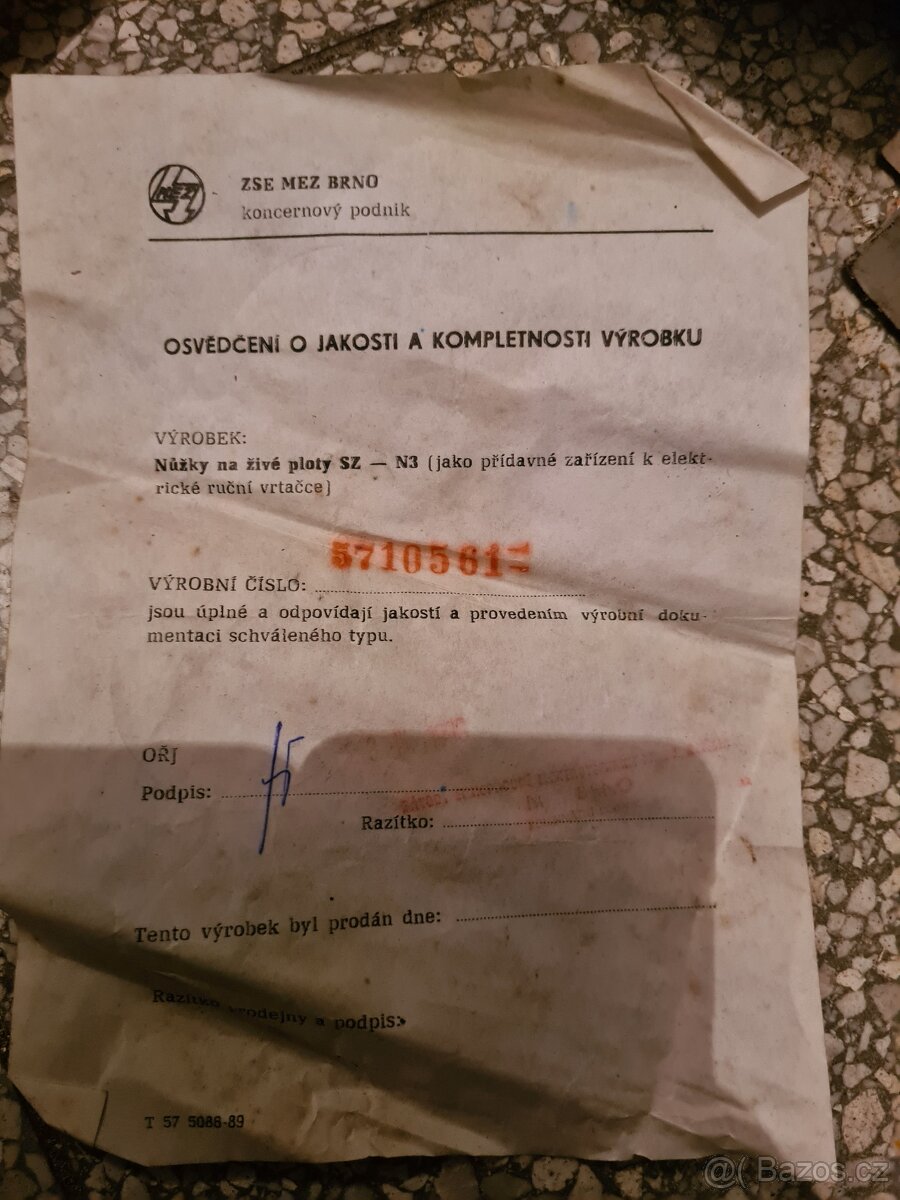 MEZ
ZSE MEZ BRNO
koncernový podnik
OSVĚDČENÍ O JAKOSTI A KOMPLETNOSTI VÝROBKU
VÝROBEK:
Nůžky na živé ploty SZ — N3 (jako přídavné zařízení k elekt-
rické ruční vrtačce)
5710561
VÝROBNÍ ČÍSLO:
jsou úplné a odpovídají jakostí a provedením výrobní doku-
mentaci schváleného typu.
OŘJ
Podpis:
Razítko:
Tento výrobek byl prodán dne:
Razítko prodejny a podpis:
T 57 5088-89
@( Bazos.cz